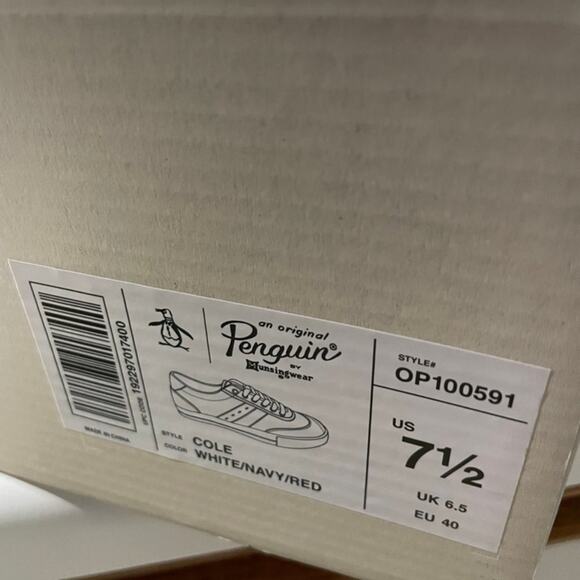 UPC CODE 192297017400
MADE IN CHINA
an original
Penguin®
BY
Munsingwear
STYLE COLE
COLOR WHITE/NAVY/RED
STYLE#
OP100591
US
7½
UK 6.5
EU 40